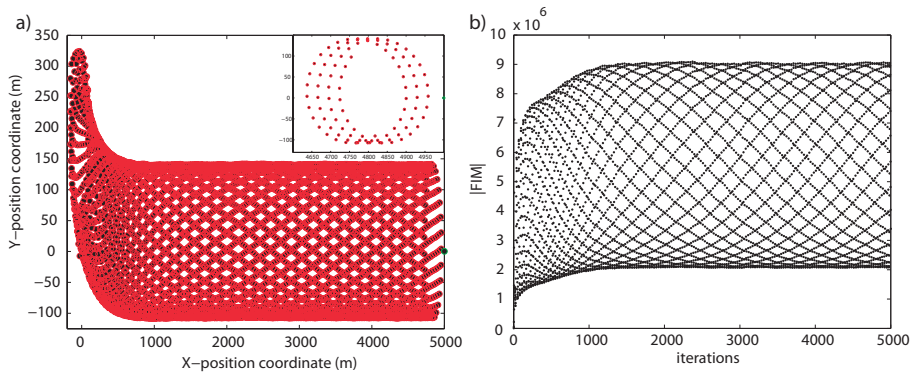 a)
Y−position coordinate (m)
350
300
250
200
150
100
50
0
−50
−100
0 1000 2000 3000 4000 5000
X−position coordinate (m)
100
50
0
−50
−100
4650 4700 4750 4800 4850 4900 4950
b)
10 x 10 6
|FIM|
9
8
7
6
5
4
3
2
1
0
0 1000 2000 3000 4000 5000
iterations